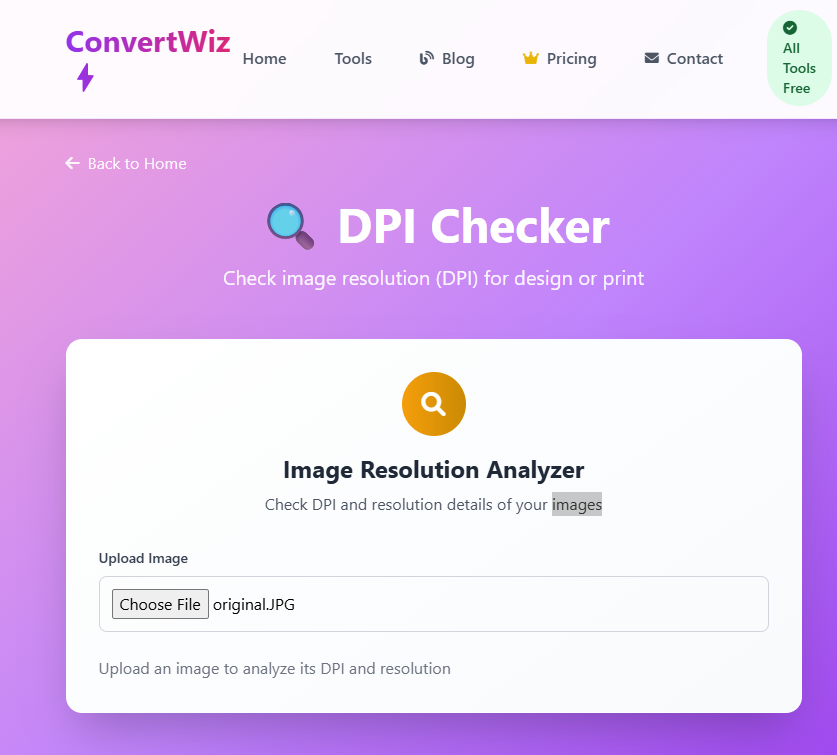 ConvertWiz
Home
Tools
Blog
Pricing
Contact
All
Tools
Free
Back to Home
DPI Checker
Check image resolution (DPI) for design or print
Image Resolution Analyzer
Check DPI and resolution details of your images
Upload Image
Choose File original.JPG
Upload an image to analyze its DPI and resolution